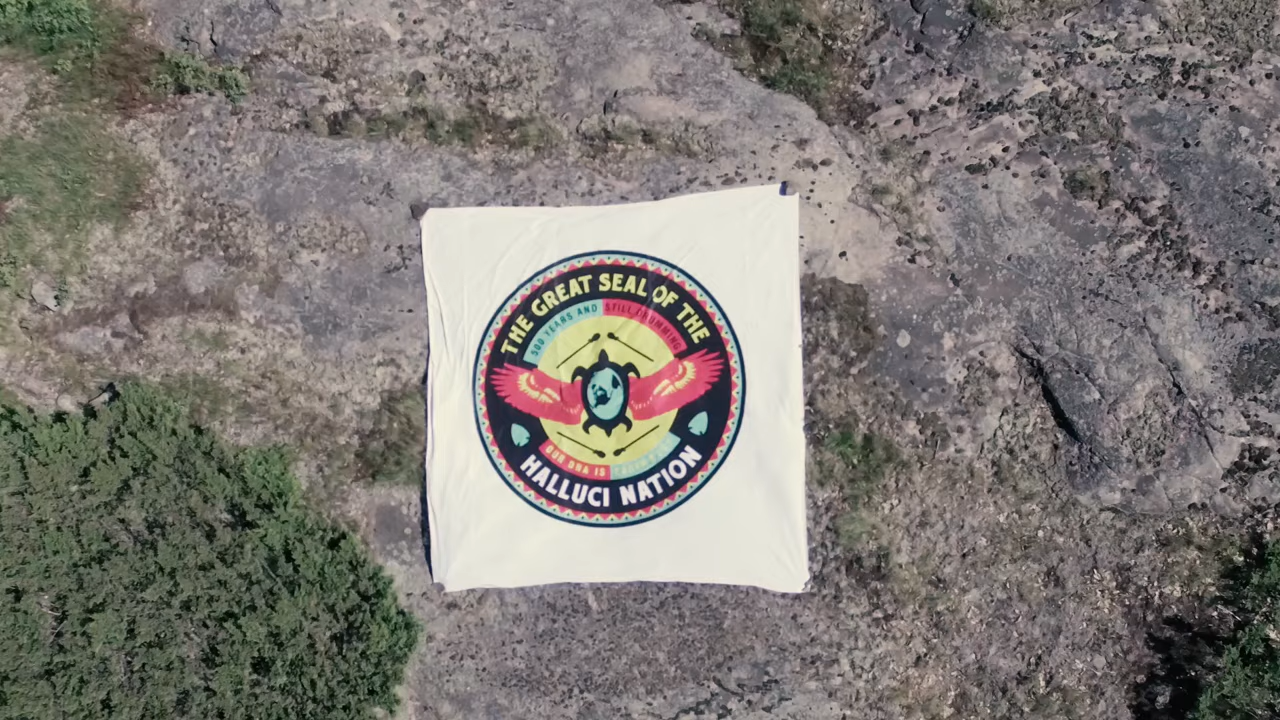 THE GREAT SEAL OF THE
500 YEARS AND STILL DRUMMING
OUR DNA IS
HALLUCI NATION